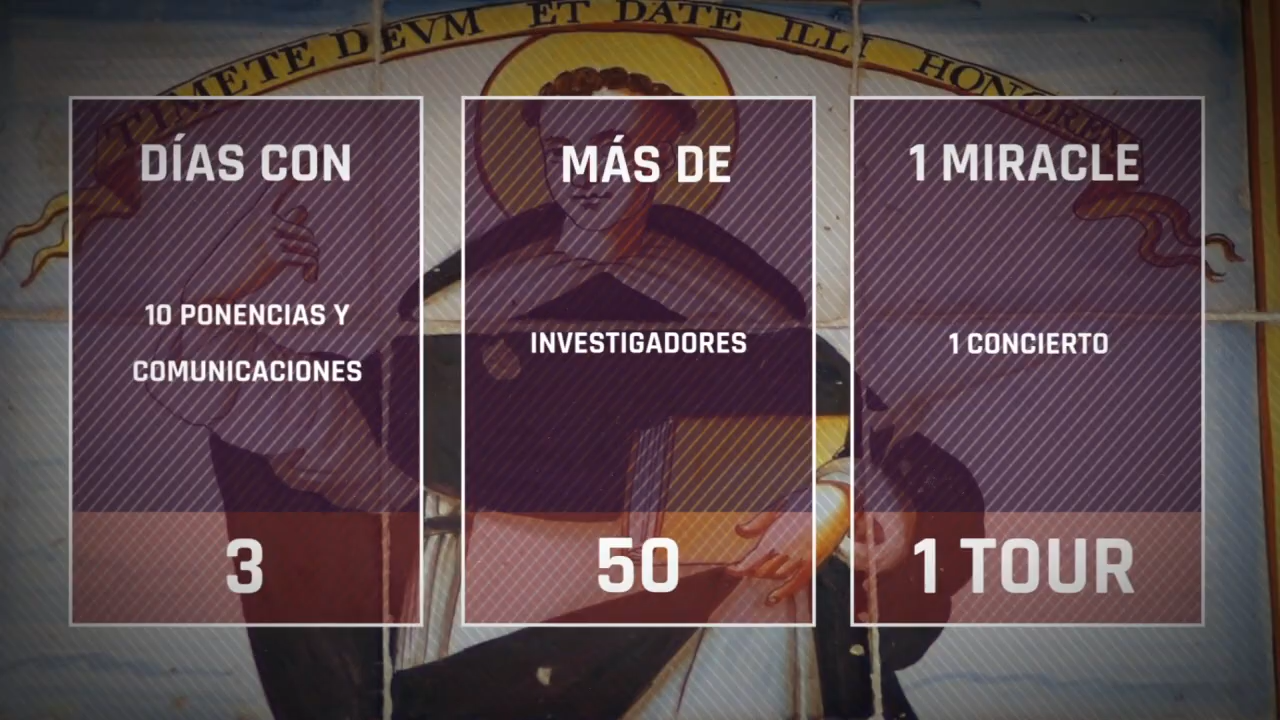 TIMETE DEVM ET DATE ILLI HONOREM
DÍAS CON
10 PONENCIAS Y
COMUNICACIONES
3
MÁS DE
INVESTIGADORES
50
1 MIRACLE
1 CONCIERTO
1 TOUR